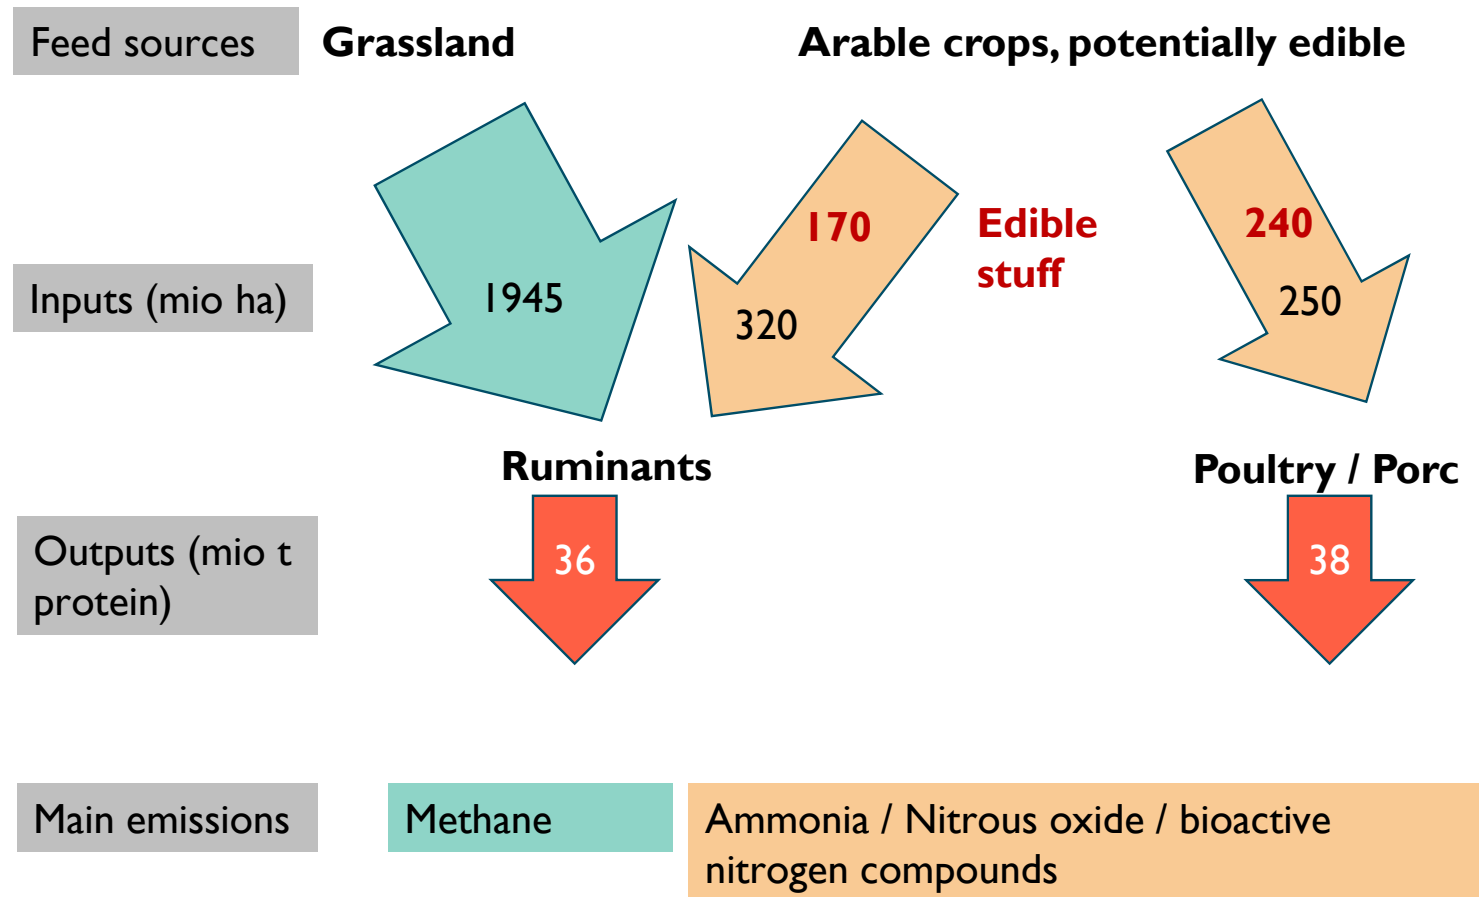 Feed sources
Grassland
Arable crops, potentially edible
170
Edible
stuff
240
Inputs (mio ha)
1945
320
250
Ruminants
Poultry / Porc
Outputs (mio t
protein)
36
38
Main emissions
Methane
Ammonia / Nitrous oxide / bioactive
nitrogen compounds